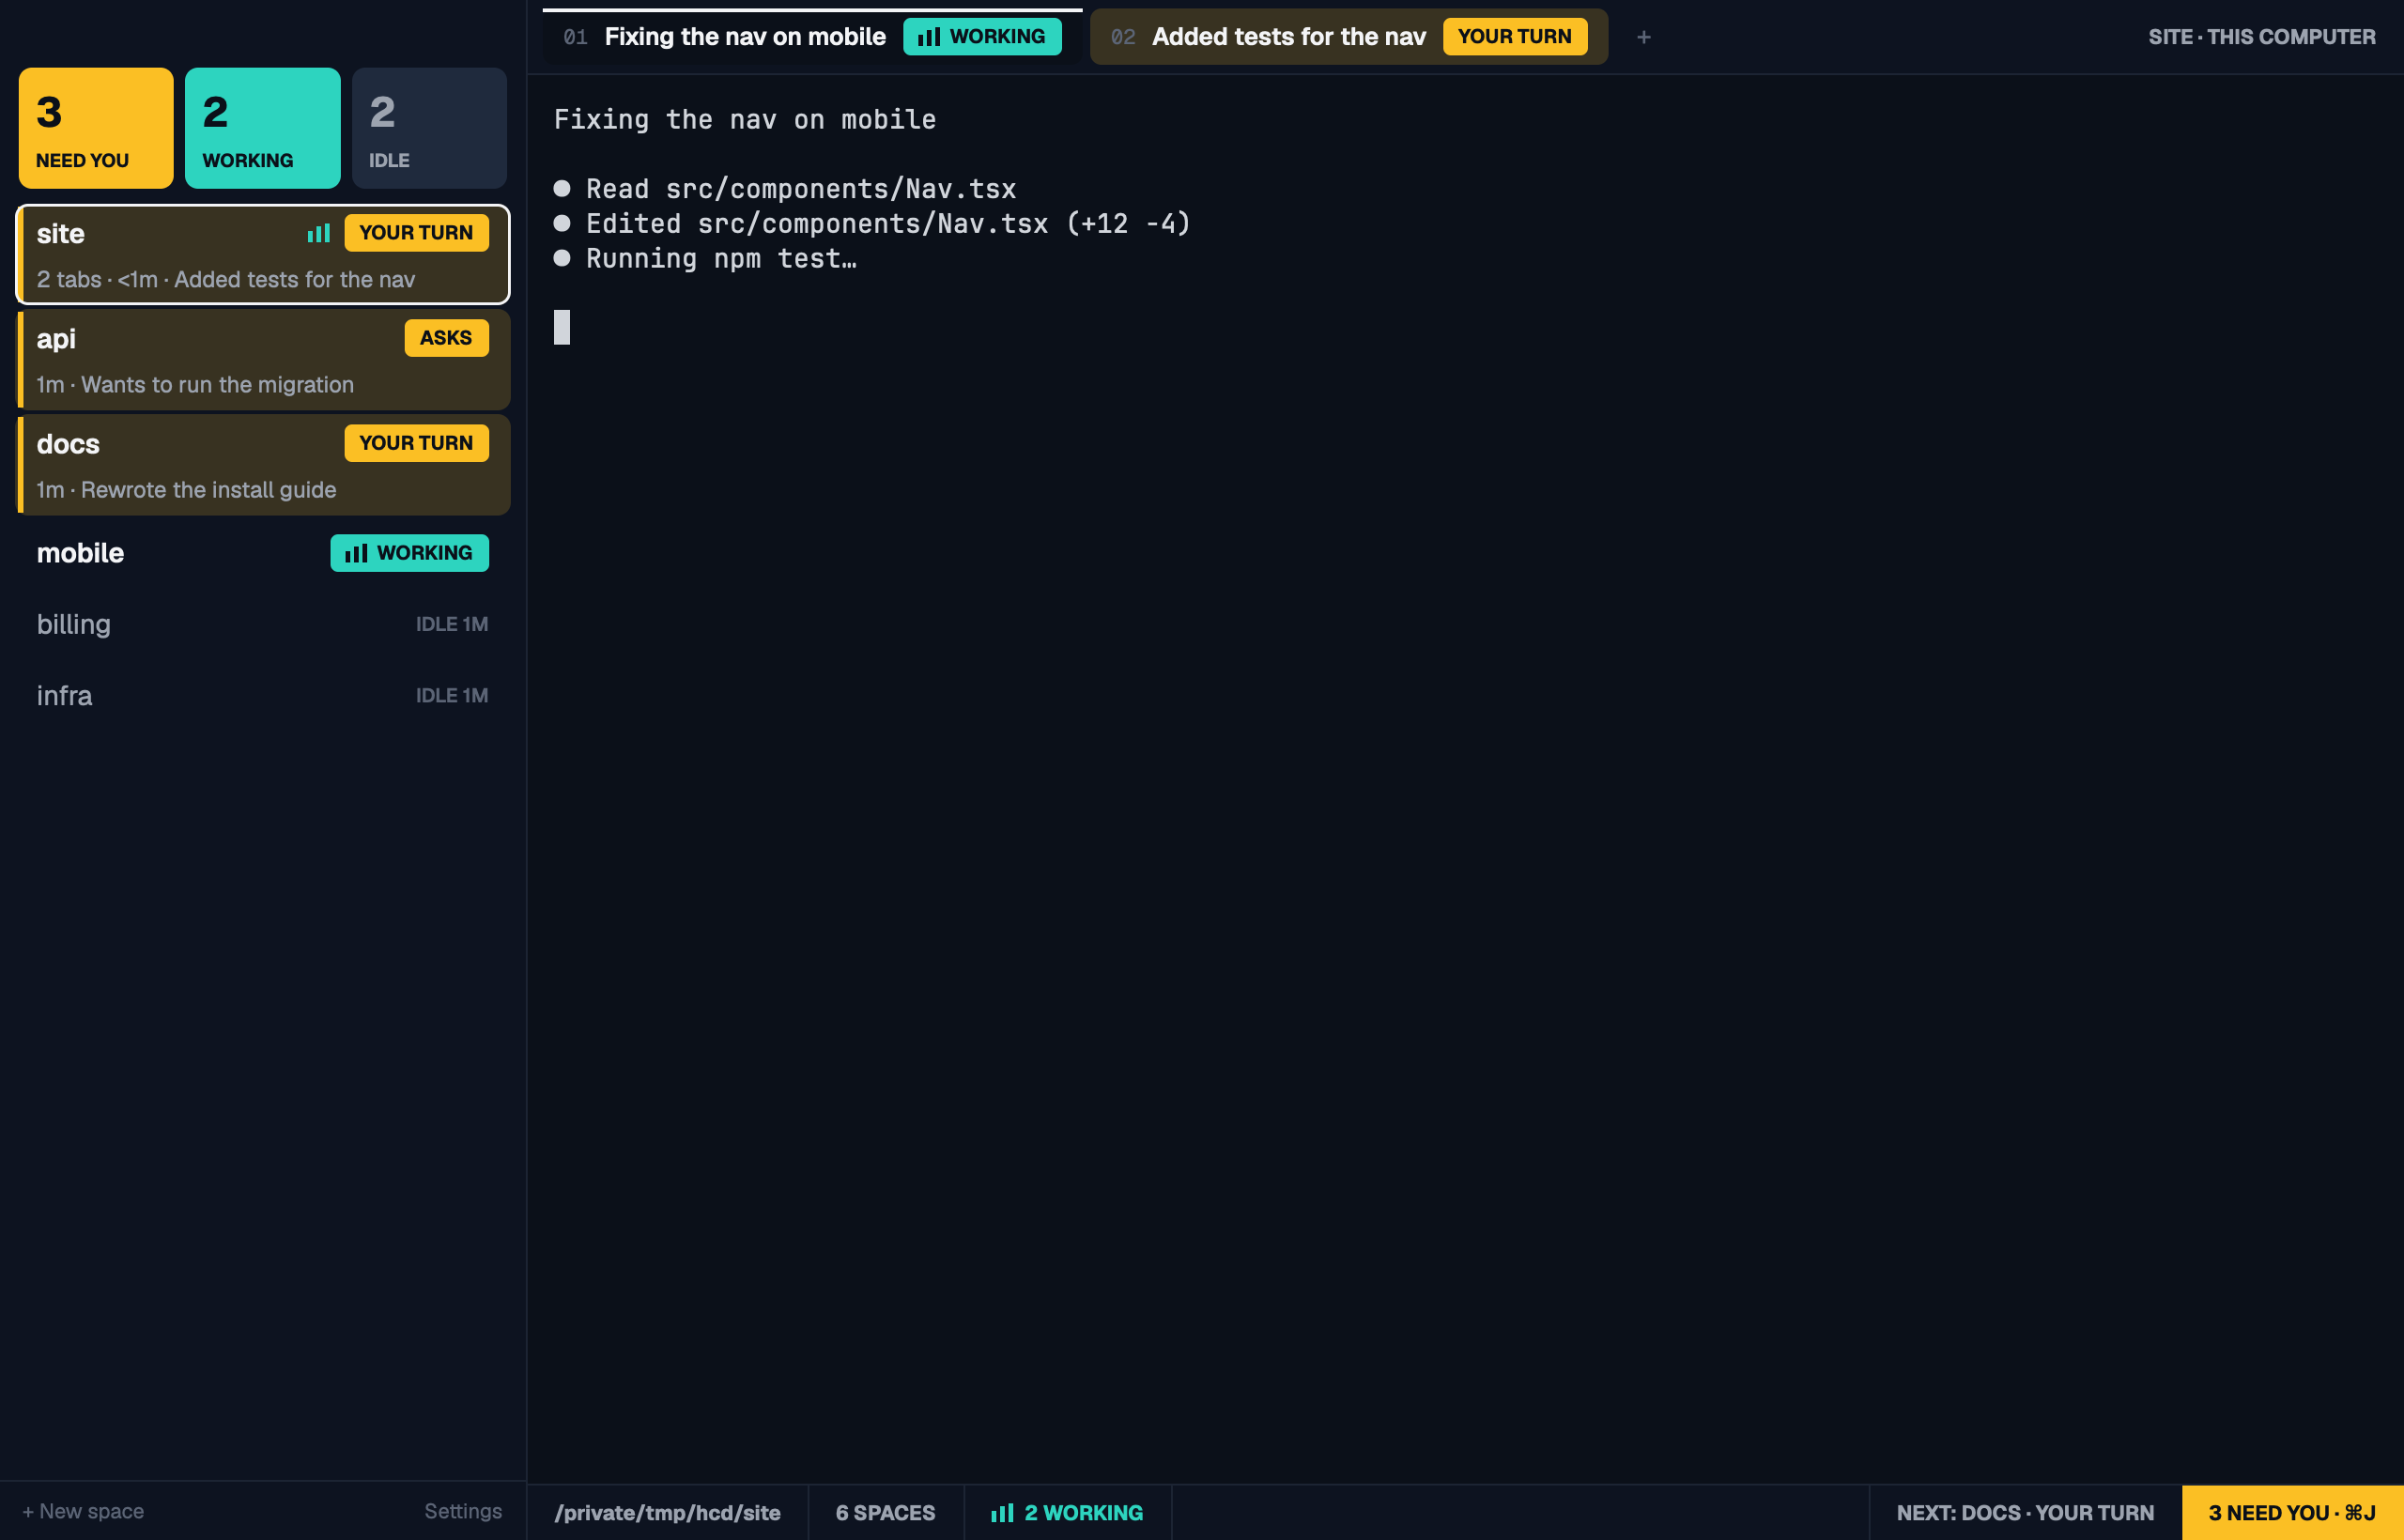 3
NEED YOU
2
WORKING
2
IDLE
site
YOUR TURN
2 tabs · <1m · Added tests for the nav
api
ASKS
1m · Wants to run the migration
docs
YOUR TURN
1m · Rewrote the install guide
mobile
WORKING
billing
IDLE 1M
infra
IDLE 1M
+ New space
Settings
01 Fixing the nav on mobile WORKING
02 Added tests for the nav YOUR TURN
+
SITE · THIS COMPUTER
Fixing the nav on mobile
● Read src/components/Nav.tsx
● Edited src/components/Nav.tsx (+12 -4)
● Running npm test…
/private/tmp/hcd/site
6 SPACES
2 WORKING
NEXT: DOCS · YOUR TURN
3 NEED YOU · ⌘J